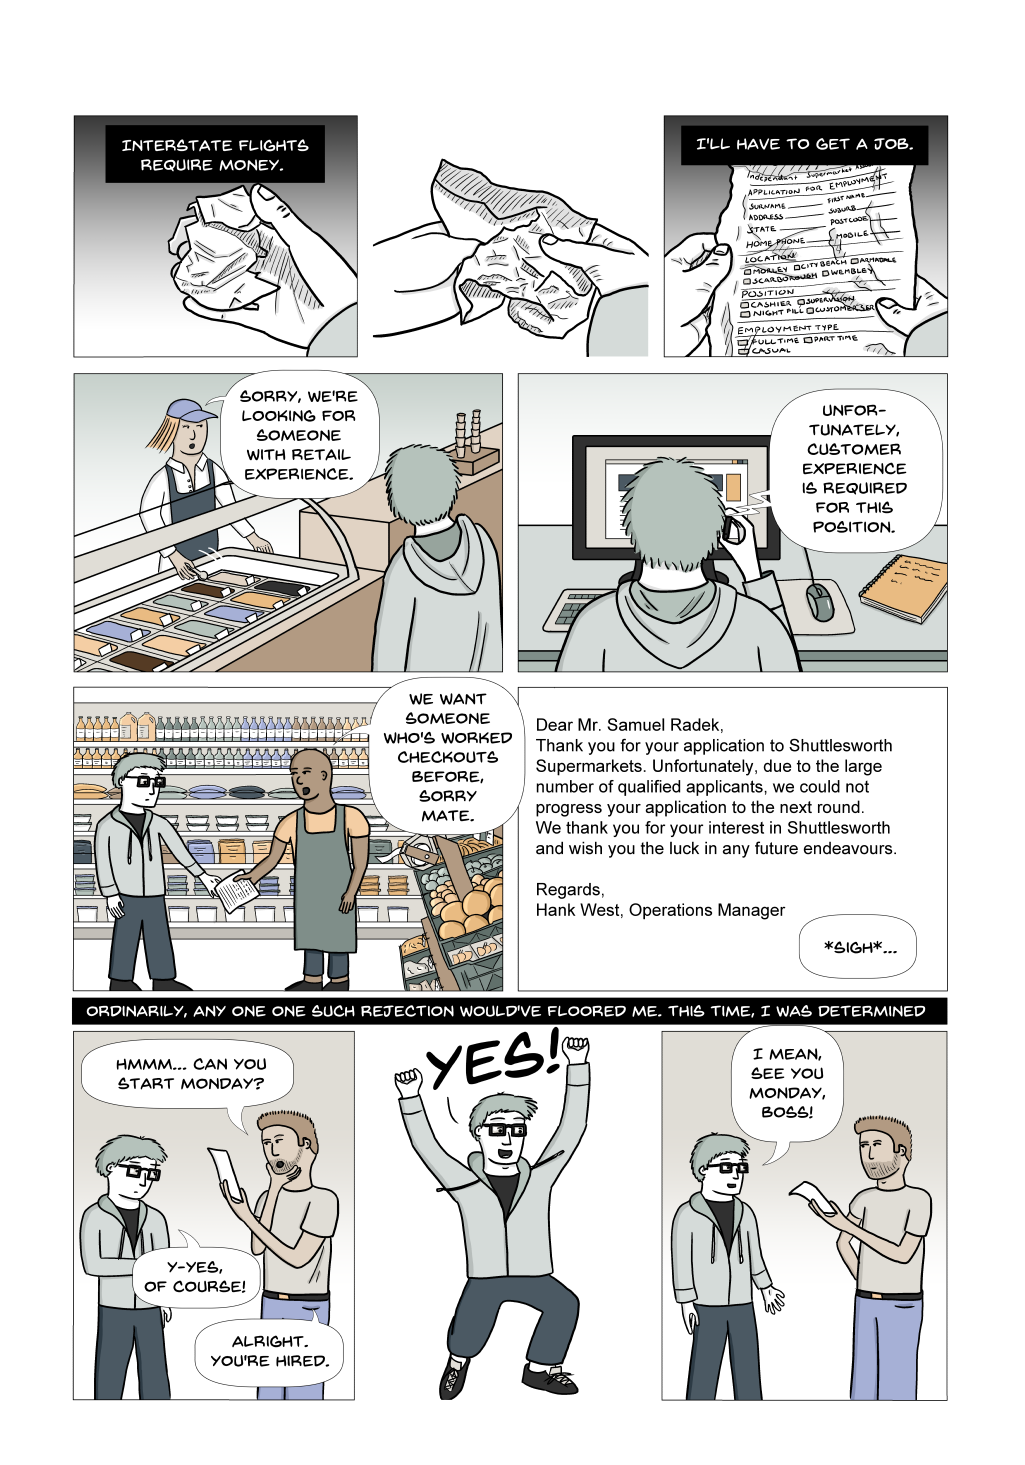 INTERSTATE FLIGHTS
REQUIRE MONEY.
I'LL HAVE TO GET A JOB.
Independant Supermarket
APPLICATION FOR EMPLOYMENT
SURNAME FIRST NAME
ADDRESS SUBURB
STATE POSTCODE
HOME PHONE MOBILE
LOCATION
MORLEY CITY BEACH ARMADALE
SCARBOROUGH WEMBLEY
POSITION
CASHIER SUPERVISION
NIGHT FILL CUSTOMER SER
EMPLOYMENT TYPE
FULL TIME PART TIME
CASUAL
SORRY, WE'RE
LOOKING FOR
SOMEONE
WITH RETAIL
EXPERIENCE.
UNFOR-
TUNATELY,
CUSTOMER
EXPERIENCE
IS REQUIRED
FOR THIS
POSITION.
WE WANT
SOMEONE
WHO'S WORKED
CHECKOUTS
BEFORE,
SORRY
MATE.
Dear Mr. Samuel Radek,
Thank you for your application to Shuttlesworth
Supermarkets. Unfortunately, due to the large
number of qualified applicants, we could not
progress your application to the next round.
We thank you for your interest in Shuttlesworth
and wish you the luck in any future endeavours.
Regards,
Hank West, Operations Manager
*SIGH*...
ORDINARILY, ANY ONE ONE SUCH REJECTION WOULD'VE FLOORED ME. THIS TIME, I WAS DETERMINED
HMMM... CAN YOU
START MONDAY?
Y-YES,
OF COURSE!
ALRIGHT.
YOU'RE HIRED.
YES!
I MEAN,
SEE YOU
MONDAY,
BOSS!